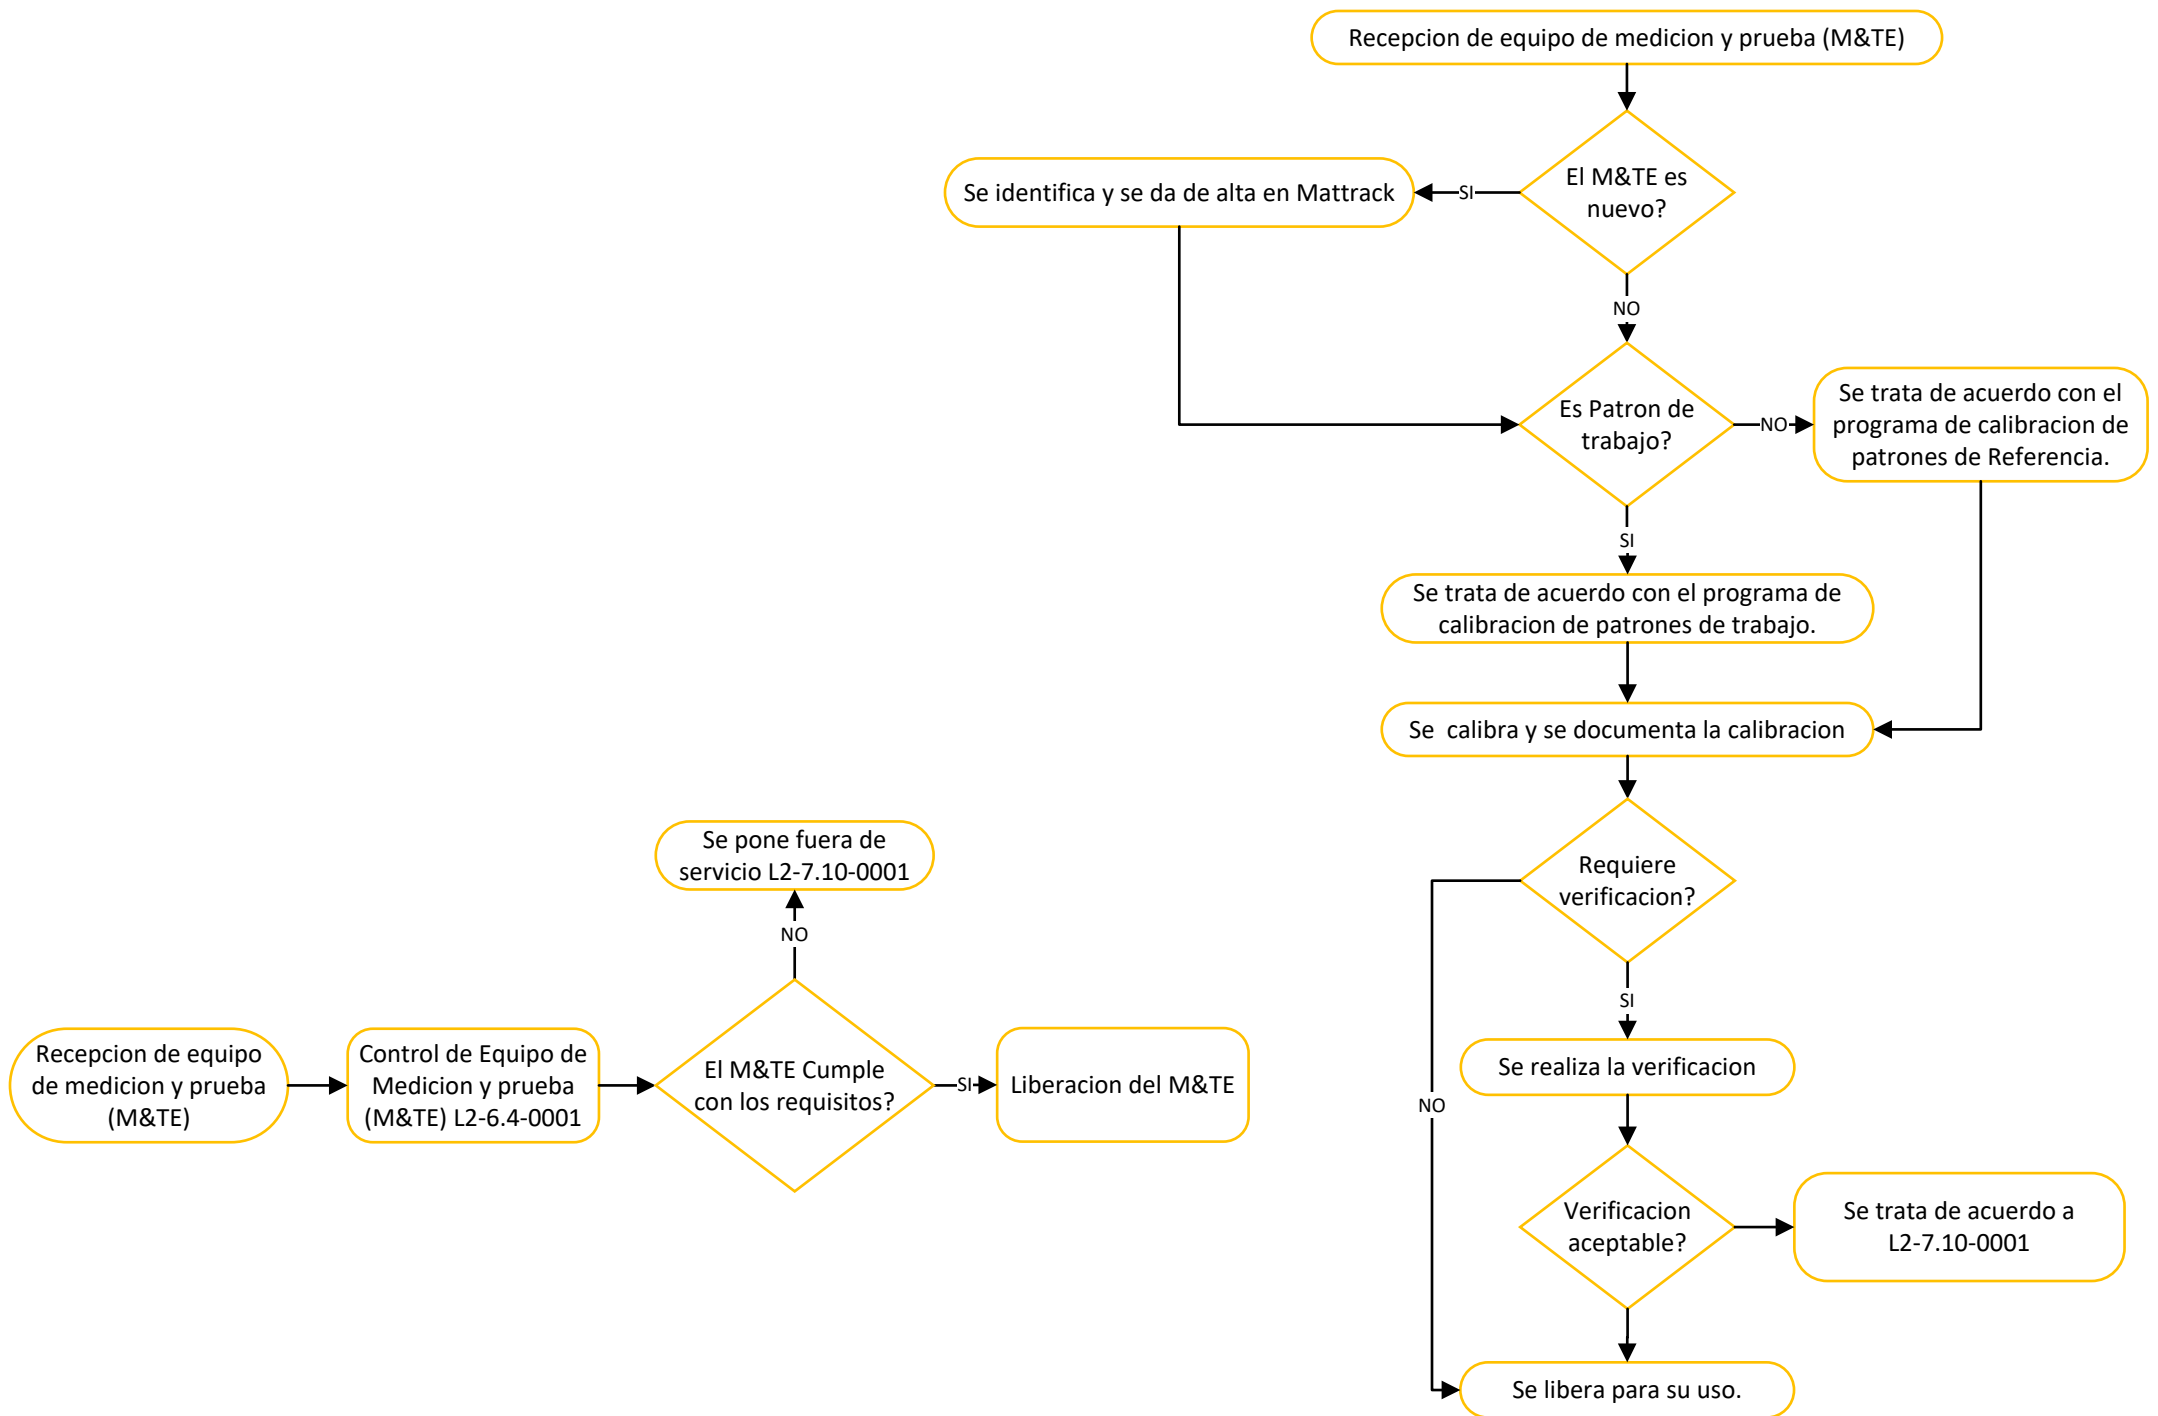 Recepcion de equipo de medicion y prueba (M&TE)
El M&TE es
nuevo?
SI
Se identifica y se da de alta en Mattrack
NO
Es Patron de
trabajo?
NO
Se trata de acuerdo con el
programa de calibracion de
patrones de Referencia.
SI
Se trata de acuerdo con el programa de
calibracion de patrones de trabajo.
Se  calibra y se documenta la calibracion
Requiere
verificacion?
SI
NO
Se realiza la verificacion
Verificacion
aceptable?
Se trata de acuerdo a
L2-7.10-0001
Se libera para su uso.
Recepcion de equipo
de medicion y prueba
(M&TE)
Control de Equipo de
Medicion y prueba
(M&TE) L2-6.4-0001
El M&TE Cumple
con los requisitos?
NO
Se pone fuera de
servicio L2-7.10-0001
SI
Liberacion del M&TE